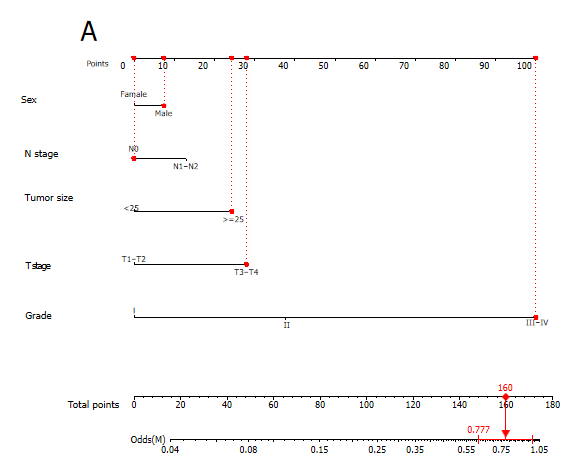 A
Points 0 10 20 30 40 50 60 70 80 90 100
Sex
Famale
Male
N stage
N0
N1-N2
Tumor size
<25
>=25
T stage
T1-T2
T3-T4
Grade
I
II
III-IV
160
Total points 0 20 40 60 80 100 120 140 160 180
0.777
Odds(M)
0.04 0.08 0.15 0.25 0.35 0.55 0.75 1.05